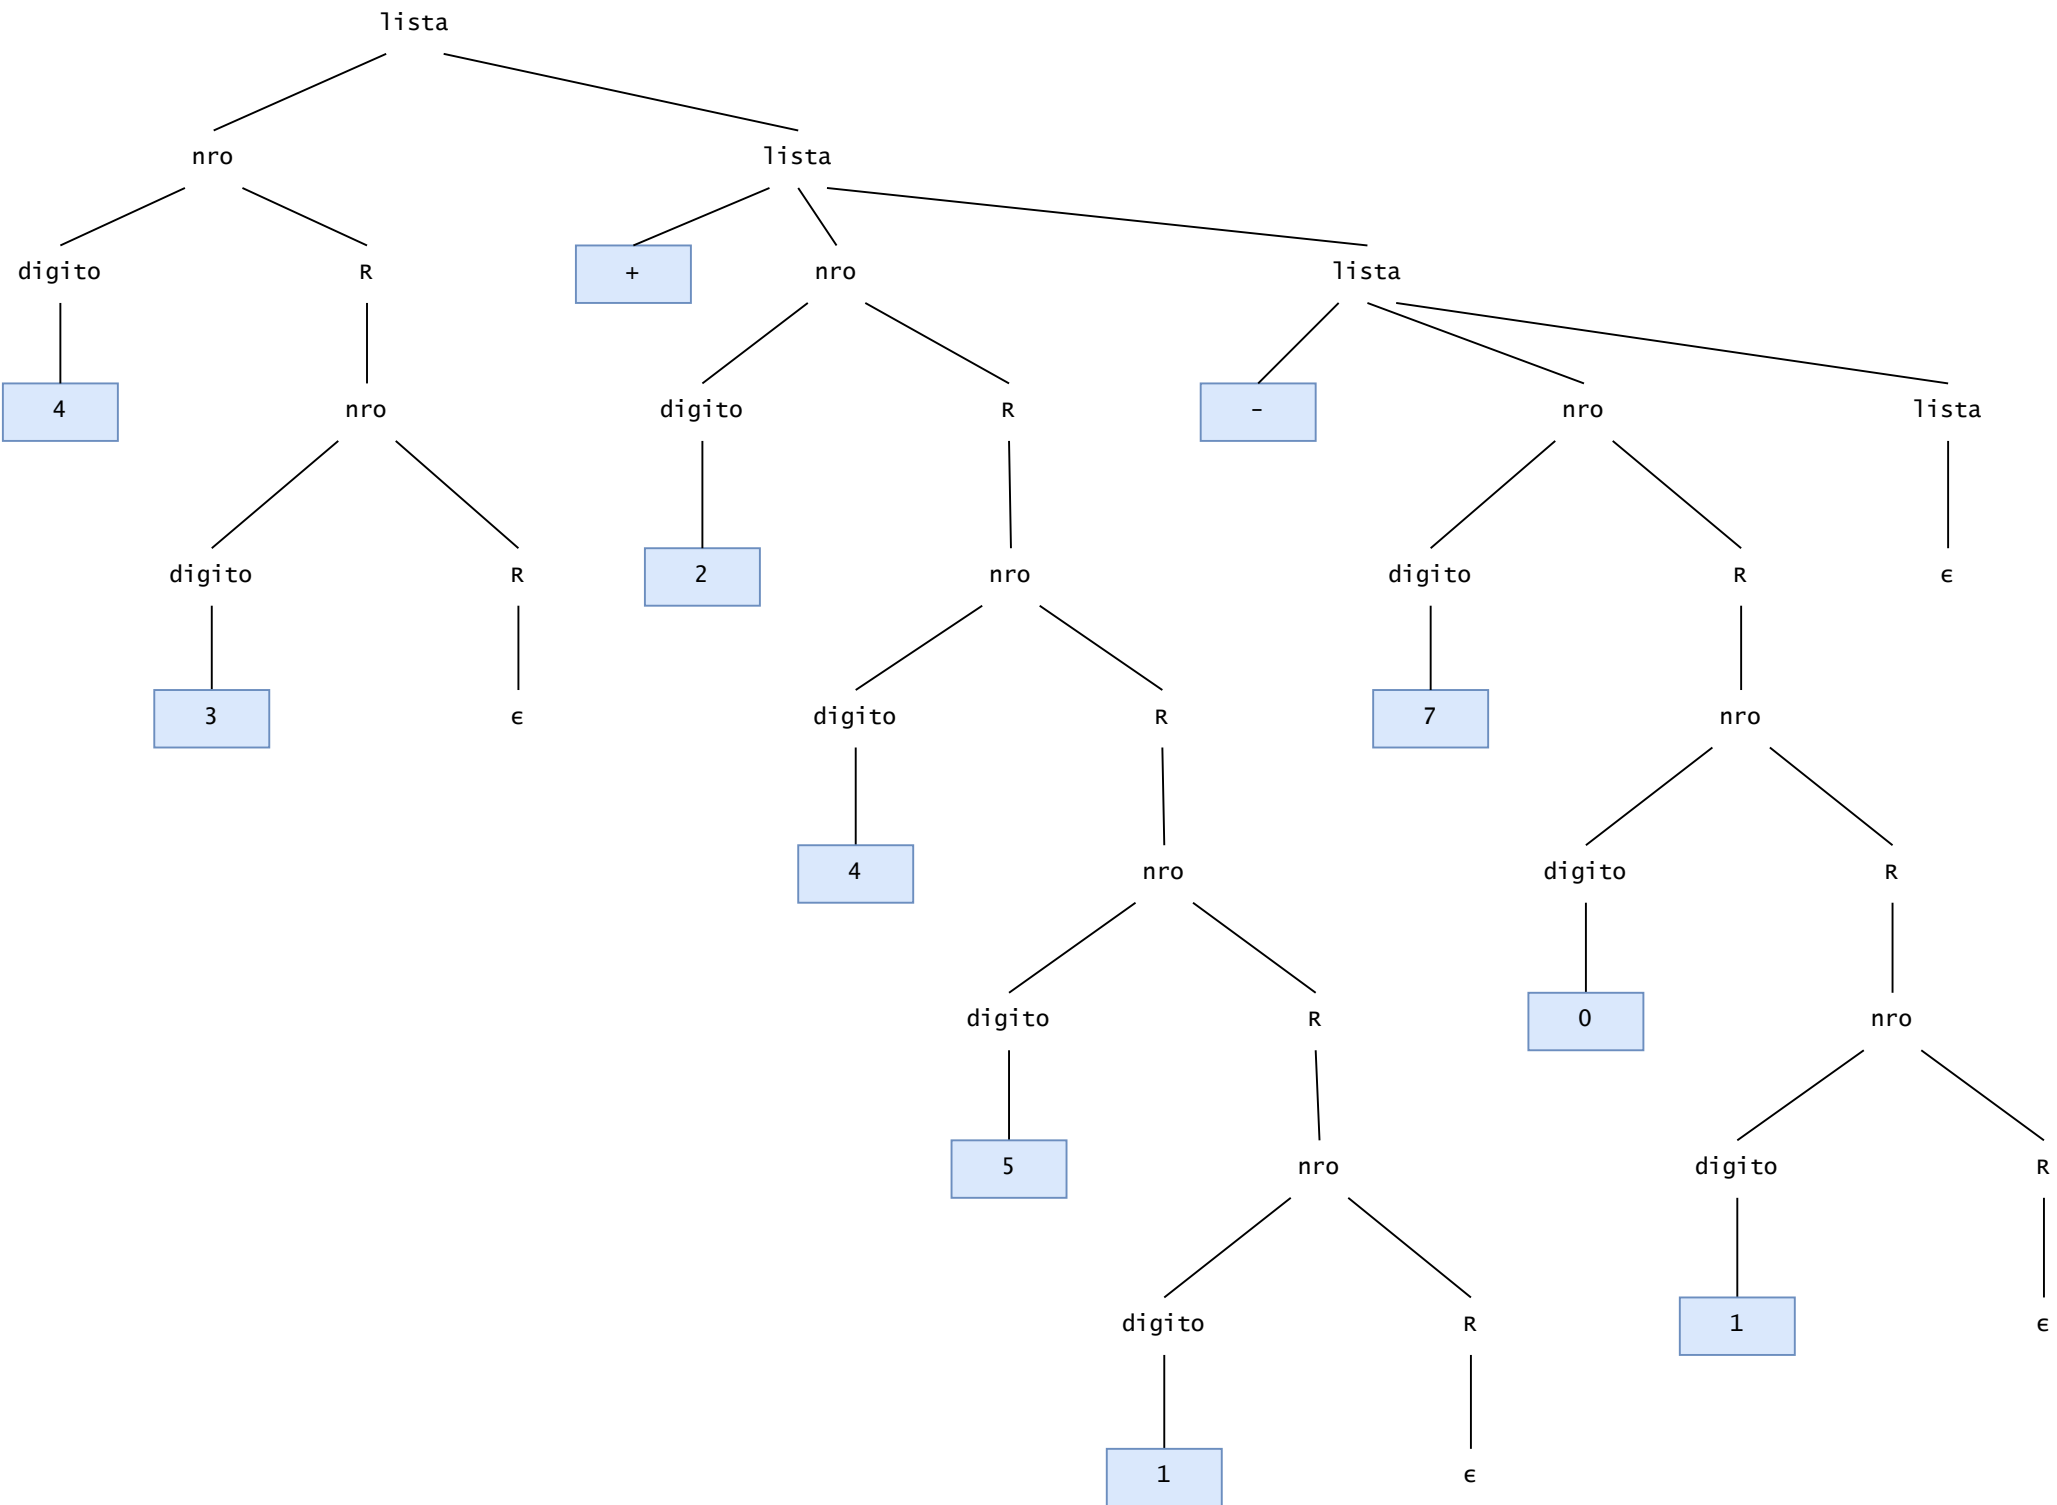 lista
nro lista
digito R + nro lista
4 nro digito R - nro lista
digito R 2 nro digito R ϵ
3 ϵ digito R 7 nro
4 nro digito R
digito R 0 nro
5 nro digito R
digito R 1 ϵ
1 ϵ